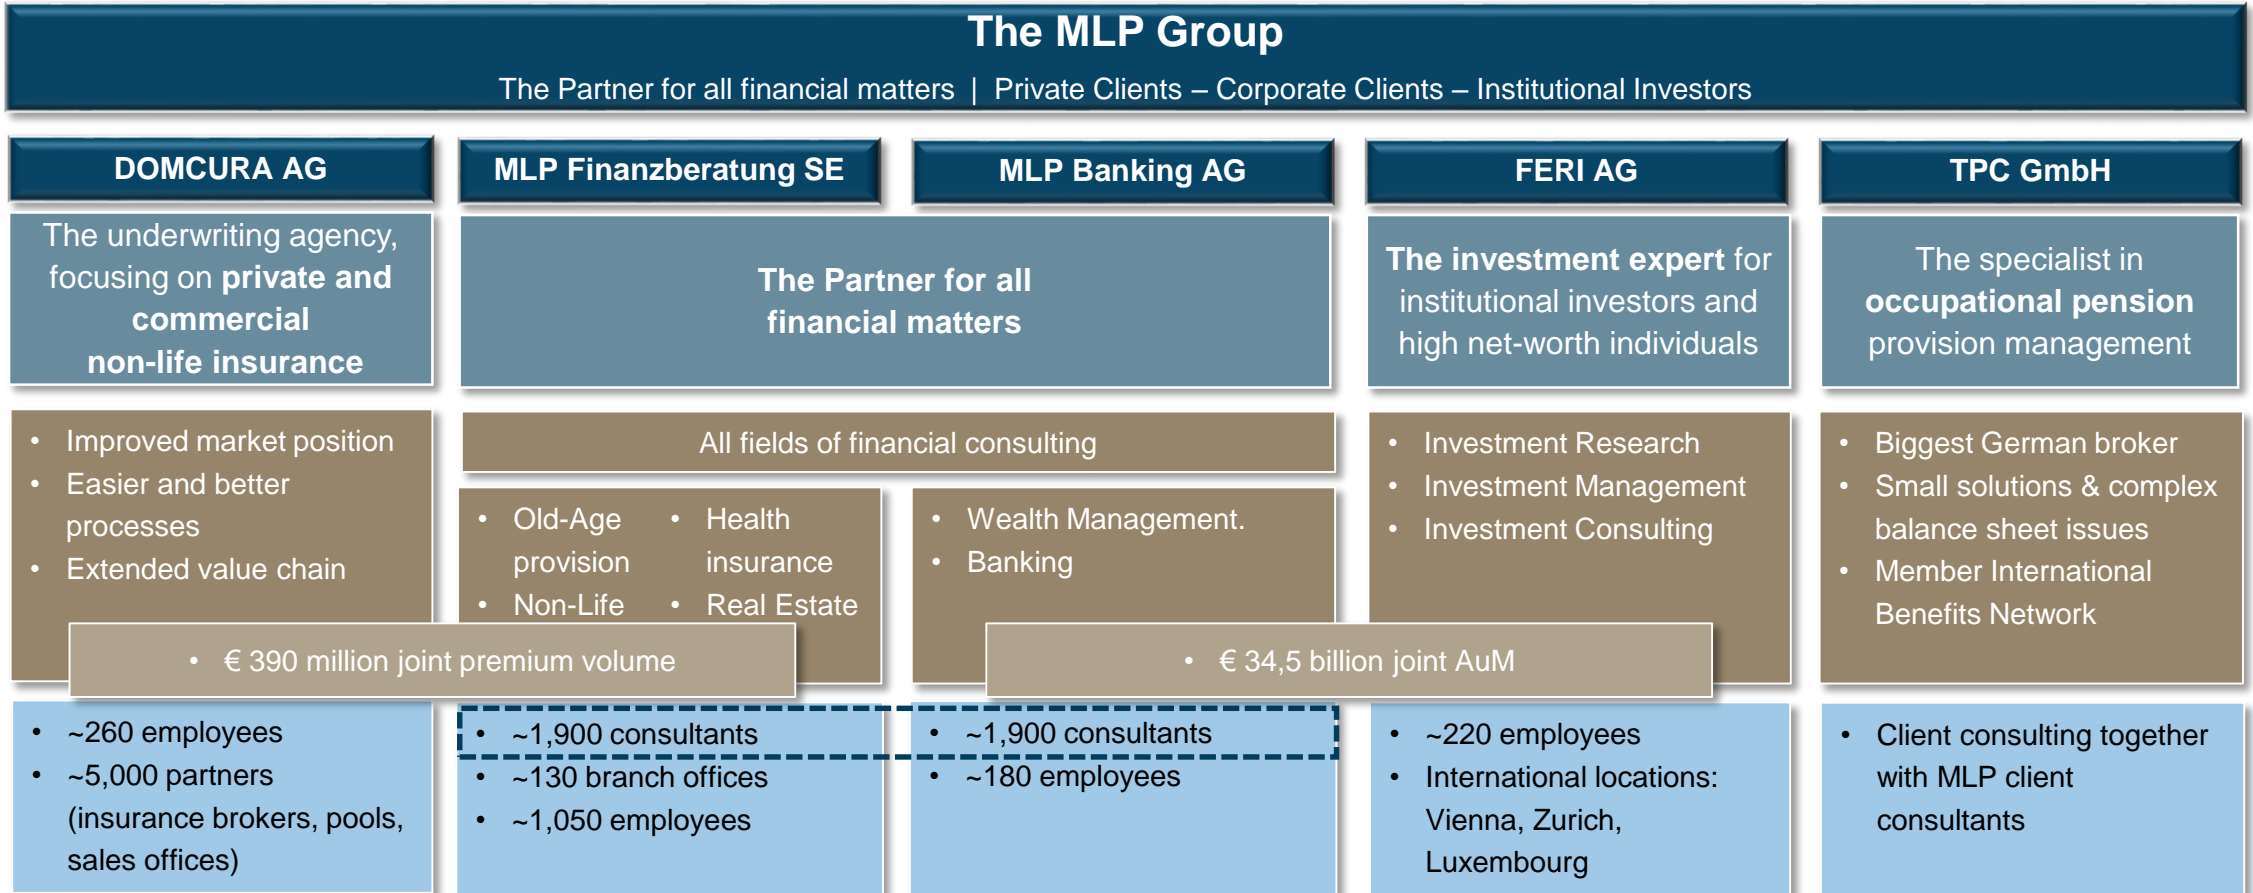 The MLP Group
The Partner for all financial matters | Private Clients – Corporate Clients – Institutional Investors
DOMCURA AG
The underwriting agency,
focusing on private and
commercial
non-life insurance
• Improved market position
• Easier and better
processes
• Extended value chain
MLP Finanzberatung SE
MLP Banking AG
The Partner for all
financial matters
All fields of financial consulting
• Old-Age
provision
• Non-Life
• Health
insurance
• Real Estate
• Wealth Management.
• Banking
FERI AG
The investment expert for
institutional investors and
high net-worth individuals
• Investment Research
• Investment Management
• Investment Consulting
TPC GmbH
The specialist in
occupational pension
provision management
• Biggest German broker
• Small solutions & complex
balance sheet issues
• Member International
Benefits Network
• € 390 million joint premium volume
• € 34,5 billion joint AuM
• ~260 employees
• ~5,000 partners
(insurance brokers, pools,
sales offices)
• ~1,900 consultants
• ~130 branch offices
• ~1,050 employees
• ~1,900 consultants
• ~180 employees
• ~220 employees
• International locations:
Vienna, Zurich,
Luxembourg
• Client consulting together
with MLP client
consultants